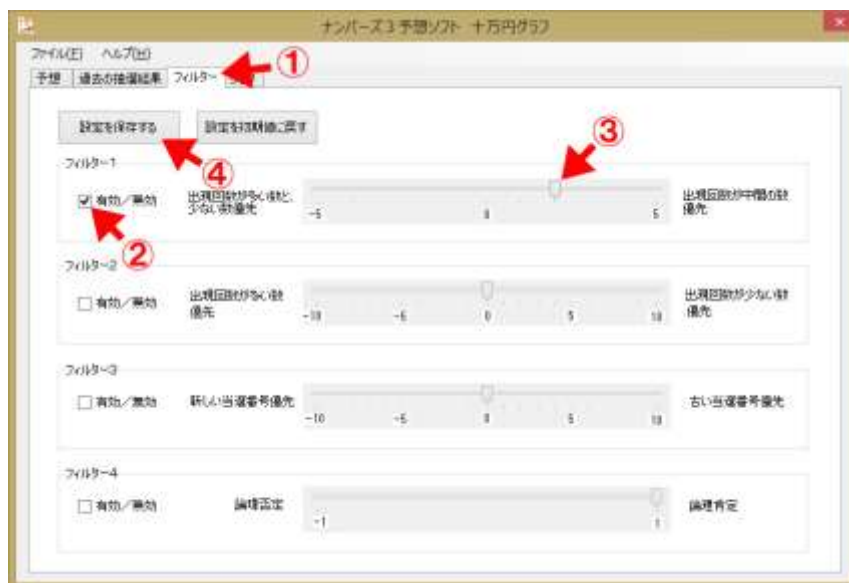 ナンバーズ3予想ソフト 十万円グラフ
ファイル(F) ヘルプ(H)
予想 過去の抽選結果 フィルター
①
設定を保存する 設定を初期値に戻す
③
④
フィルター1
有効/無効 出現回数が多い数と、少ない数優先 -5 0 5 出現回数が中間の数優先
②
フィルター2
有効/無効 出現回数が多い数優先 -10 -5 0 5 10 出現回数が少ない数優先
フィルター3
有効/無効 新しい当選番号優先 -10 -5 0 5 10 古い当選番号優先
フィルター4
有効/無効 論理否定 -1 1 論理肯定